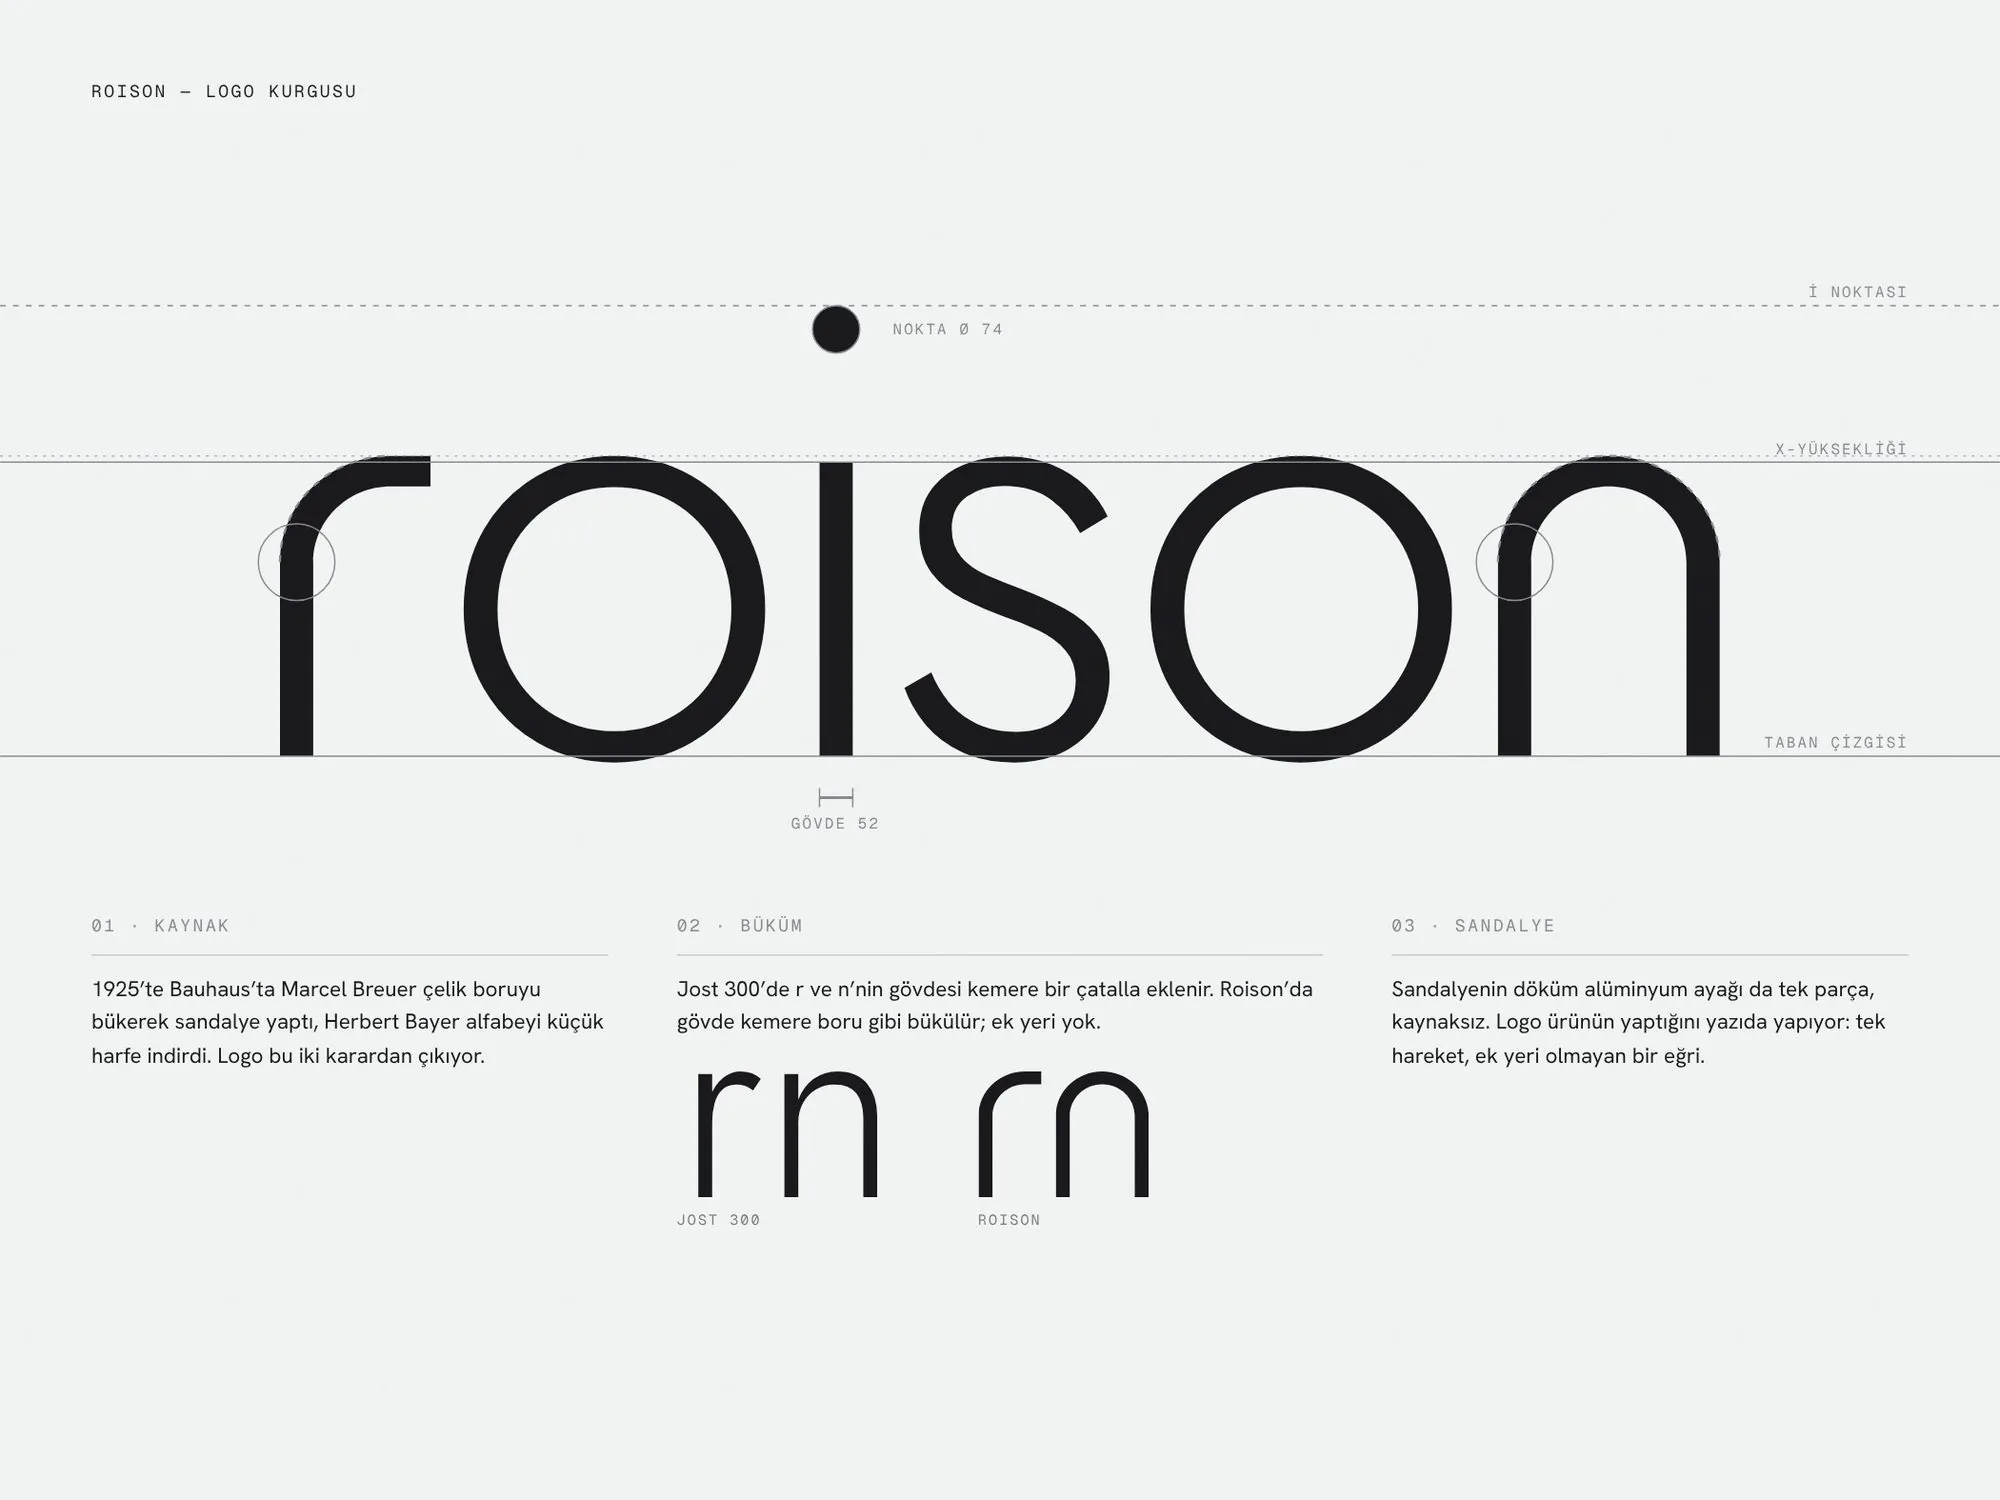 ROISON — LOGO KURGUSU
İ NOKTASI
NOKTA Ø 74
X-YÜKSEKLİĞİ
roison
TABAN ÇİZGİSİ
GÖVDE 52
01 · KAYNAK
1925’te Bauhaus’ta Marcel Breuer çelik boruyu
bükerek sandalye yaptı, Herbert Bayer alfabeyi küçük
harfe indirdi. Logo bu iki karardan çıkıyor.
02 · BÜKÜM
Jost 300’de r ve n’nin gövdesi kemere bir çatalla eklenir. Roison’da
gövde kemere boru gibi bükülür; ek yeri yok.
rn rn
JOST 300 ROISON
03 · SANDALYE
Sandalyenin döküm alüminyum ayağı da tek parça,
kaynaksız. Logo ürünün yaptığını yazıda yapıyor: tek
hareket, ek yeri olmayan bir eğri.